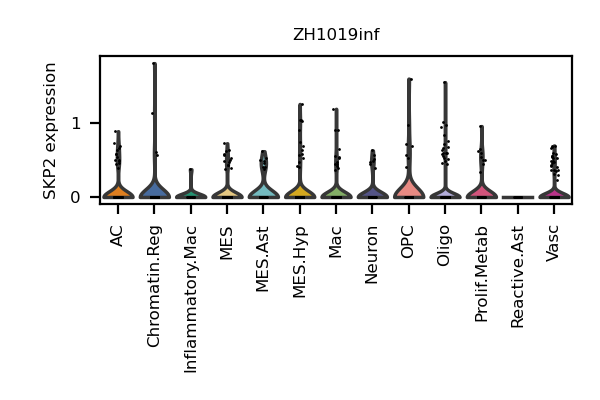 ZH1019inf
SKP2 expression
1
0
AC
Chromatin.Reg
Inflammatory.Mac
MES
MES.Ast
MES.Hyp
Mac
Neuron
OPC
Oligo
Prolif.Metab
Reactive.Ast
Vasc